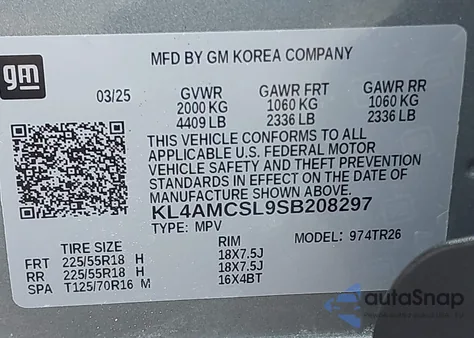 gm
MFD BY GM KOREA COMPANY
03/25 GVWR GAWR FRT GAWR RR
2000 KG 1060 KG 1060 KG
4409 LB 2336 LB 2336 LB
THIS VEHICLE CONFORMS TO ALL
APPLICABLE U.S. FEDERAL MOTOR
VEHICLE SAFETY AND THEFT PREVENTION
STANDARDS IN EFFECT ON THE DATE OF
MANUFACTURE SHOWN ABOVE.
KL4AMCSL9SB208297
TYPE: MPV
TIRE SIZE RIM MODEL: 974TR26
FRT 225/55R18 H 18X7.5J
RR 225/55R18 H 18X7.5J
SPA T125/70R16 M 16X4BT
autoSnap